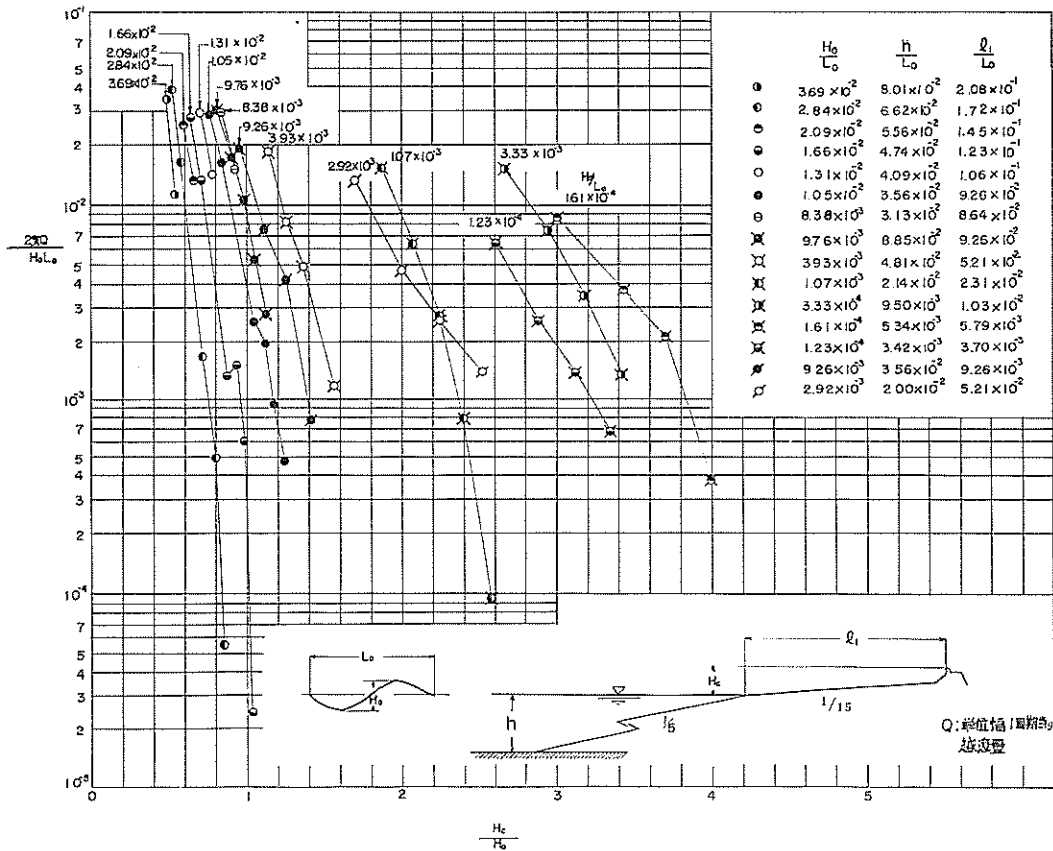 10⁻¹
7
5
4
3
2
10⁻²
7
5
4
3
2
10⁻³
7
5
4
3
2
10⁻⁴
7
5
4
3
2
10⁻⁵
0 1 2 3 4 5 6
H₀L₀
Hc
H₀
1.66×10⁻²
2.09×10⁻²
2.84×10⁻²
3.69×10⁻²
1.31×10⁻²
1.05×10⁻²
9.76×10⁻³
8.38×10⁻³
9.26×10⁻³
3.93×10⁻³
2.92×10⁻³
1.07×10⁻³
3.33×10⁻³
1.23×10⁻⁴
H₀ h ℓ₁
L₀ L₀ L₀
3.69×10⁻² 8.01×10⁻² 2.08×10⁻¹
2.84×10⁻² 6.62×10⁻² 1.72×10⁻¹
2.09×10⁻² 5.56×10⁻² 1.45×10⁻¹
1.66×10⁻² 4.74×10⁻² 1.23×10⁻¹
1.31×10⁻² 4.09×10⁻² 1.06×10⁻¹
1.05×10⁻² 3.56×10⁻² 9.26×10⁻²
8.38×10⁻³ 3.13×10⁻² 8.64×10⁻²
9.76×10⁻³ 8.85×10⁻² 9.26×10⁻²
3.93×10⁻³ 4.81×10⁻² 5.21×10⁻²
1.07×10⁻³ 2.14×10⁻² 2.31×10⁻²
3.33×10⁻⁴ 9.50×10⁻³ 1.03×10⁻²
1.61×10⁻⁴ 5.34×10⁻³ 5.79×10⁻³
1.23×10⁻⁴ 3.42×10⁻³ 3.70×10⁻³
9.26×10⁻³ 3.56×10⁻² 9.26×10⁻³
2.92×10⁻³ 2.00×10⁻² 5.21×10⁻²
L₀
H₀
h
Hc
ℓ₁
1/5
1/15
Q:単位幅1周期当り
越波量